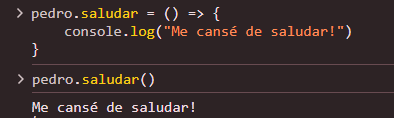 > pedro.saludar = () => {
    console.log("Me cansé de saludar!")
}
> pedro.saludar()
Me cansé de saludar!